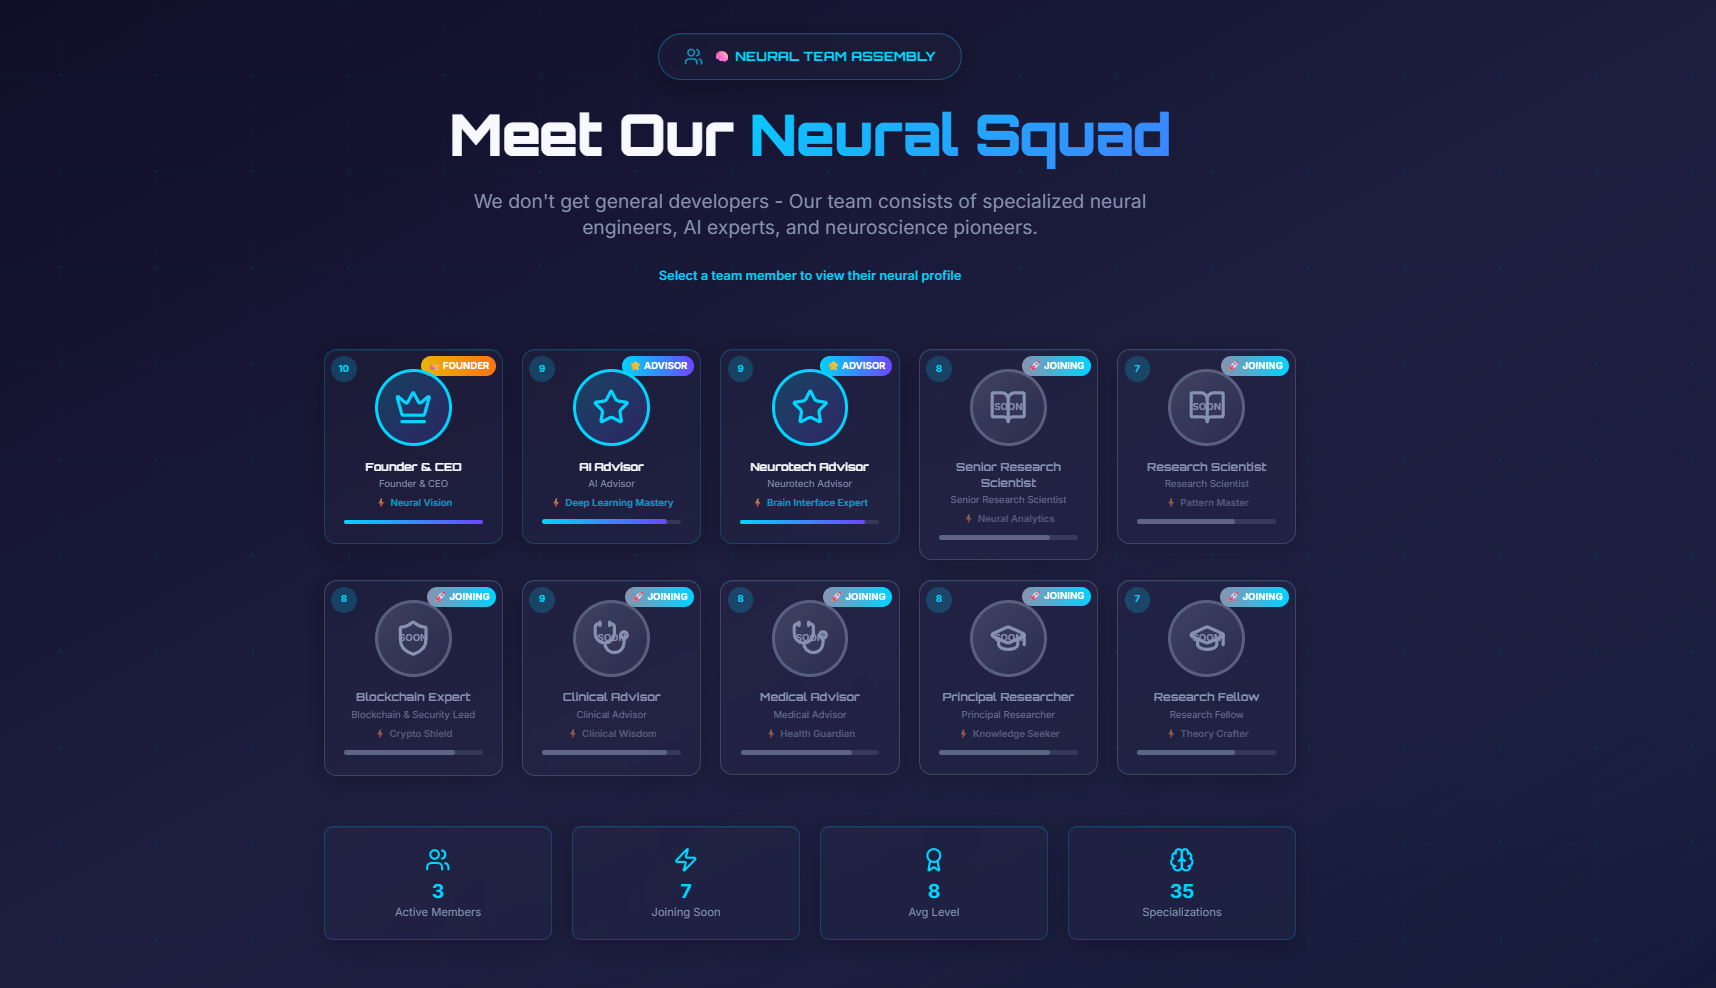 NEURAL TEAM ASSEMBLY
Meet Our Neural Squad
We don't get general developers - Our team consists of specialized neural
engineers, AI experts, and neuroscience pioneers.
Select a team member to view their neural profile
10
FOUNDER
Founder & CEO
Founder & CEO
Neural Vision
9
ADVISOR
AI Advisor
AI Advisor
Deep Learning Mastery
9
ADVISOR
Neurotech Advisor
Neurotech Advisor
Brain Interface Expert
8
JOINING
SOON
Senior Research
Scientist
Senior Research Scientist
Neural Analytics
7
JOINING
SOON
Research Scientist
Research Scientist
Pattern Master
8
JOINING
SOON
Blockchain Expert
Blockchain & Security Lead
Crypto Shield
9
JOINING
SOON
Clinical Advisor
Clinical Advisor
Clinical Wisdom
8
JOINING
SOON
Medical Advisor
Medical Advisor
Health Guardian
8
JOINING
SOON
Principal Researcher
Principal Researcher
Knowledge Seeker
7
JOINING
SOON
Research Fellow
Research Fellow
Theory Crafter
3
Active Members
7
Joining Soon
8
Avg Level
35
Specializations